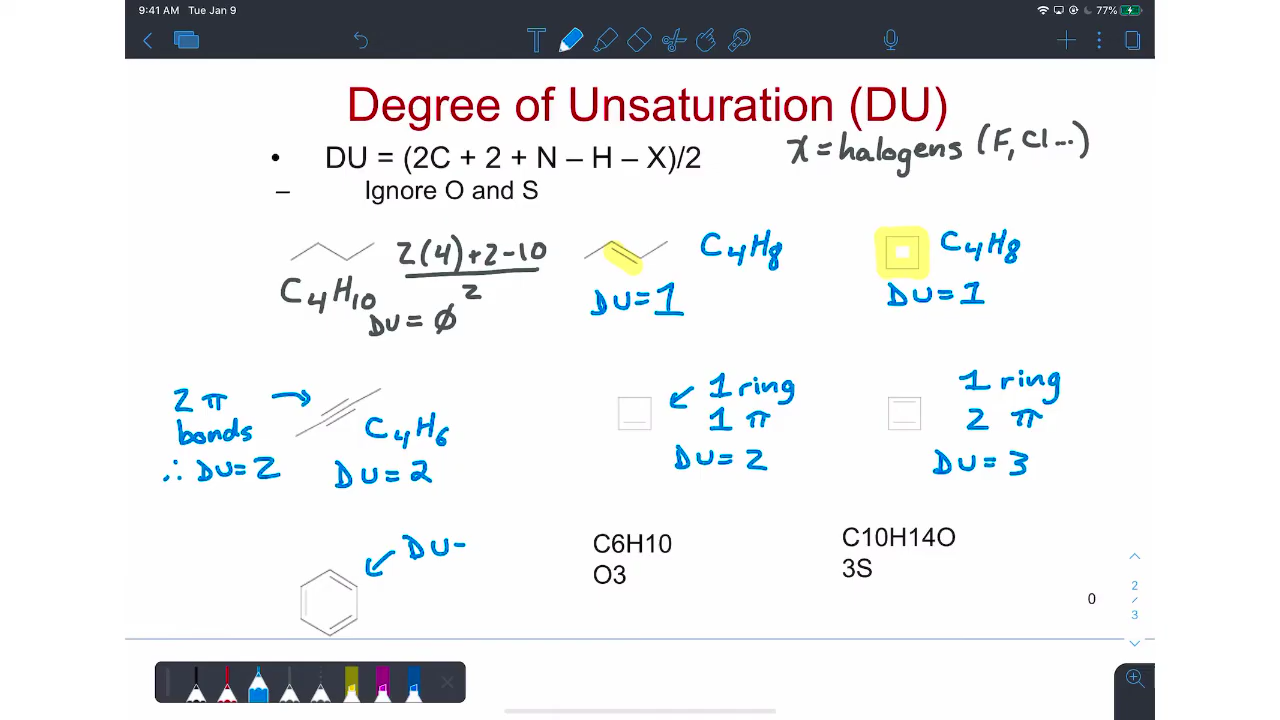 9:41 AM Tue Jan 9
77%
Degree of Unsaturation (DU)
• DU = (2C + 2 + N – H – X)/2
x = halogens (F, Cl...)
– Ignore O and S
C4H10
2(4)+2-10
2
DU = ∅
C4H8
DU = 1
C4H8
DU = 1
2 π
bonds
∴ DU = 2
C4H6
DU = 2
1 ring
1 π
DU = 2
1 ring
2 π
DU = 3
DU-
C6H10
O3
C10H14O
3S
0
2
/
3